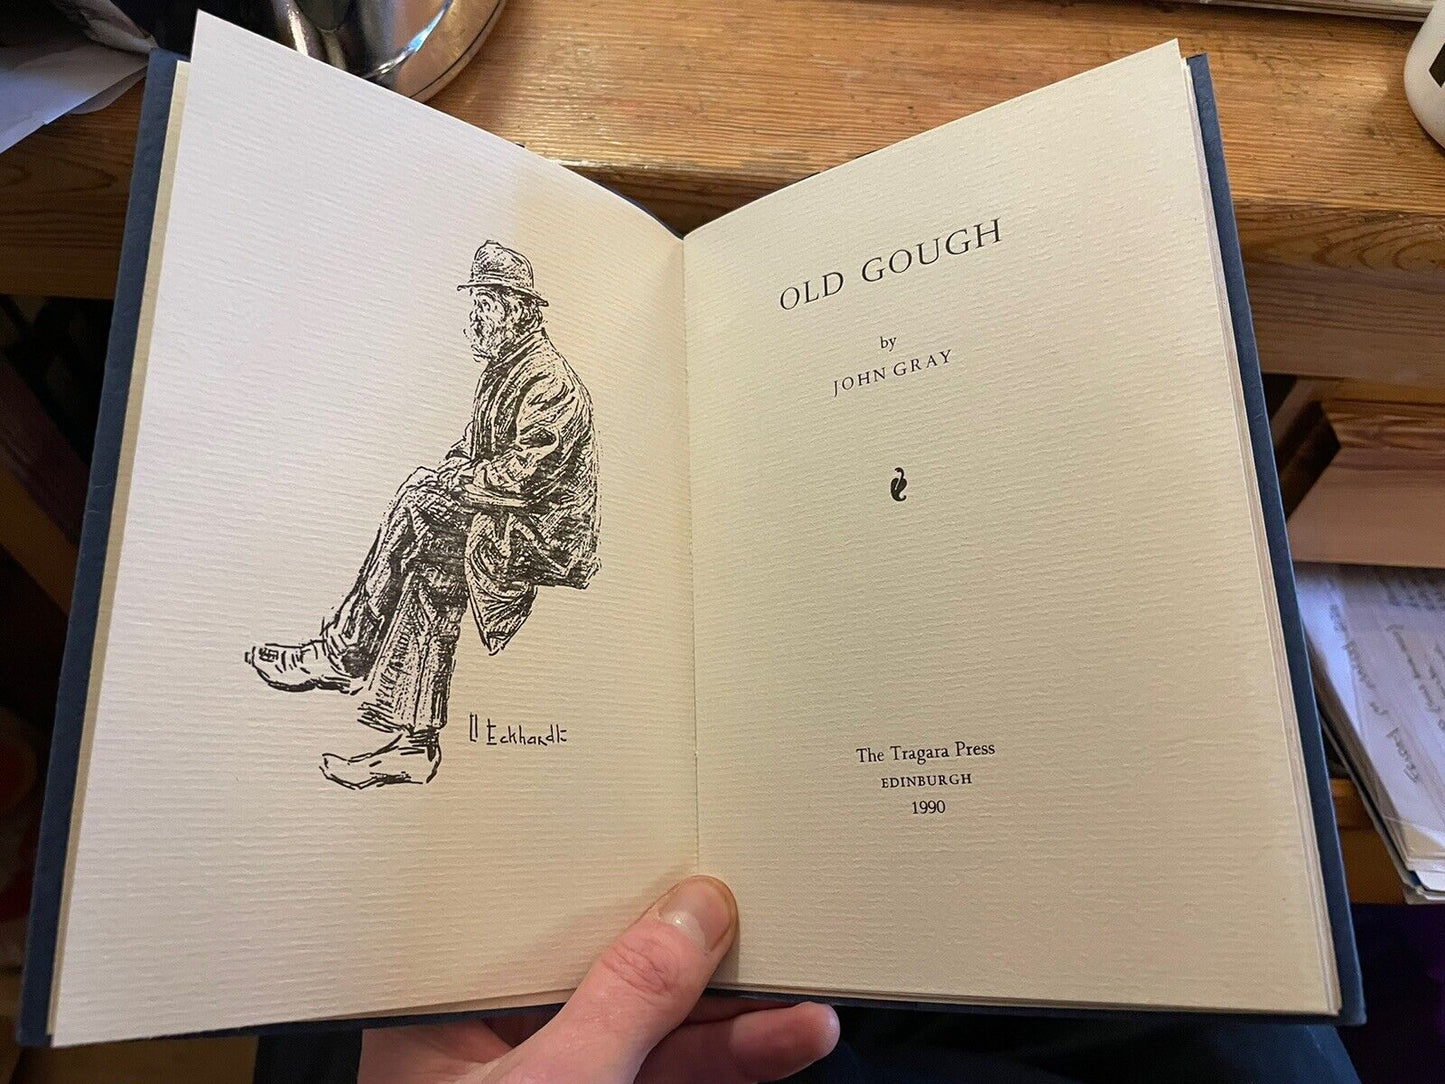 Eckhardt
OLD GOUGH
by
JOHN GRAY
The Tragara Press
EDINBURGH
1990